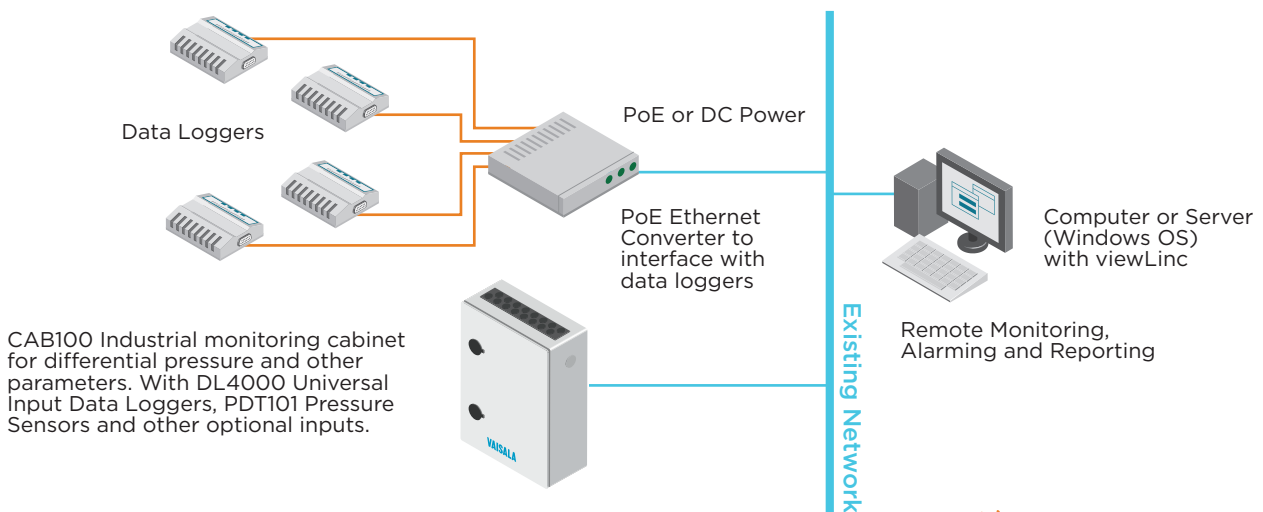 Data Loggers
PoE or DC Power
PoE Ethernet
Converter to
interface with
data loggers
Computer or Server
(Windows OS)
with viewLinc
Remote Monitoring,
Alarming and Reporting
CAB100 Industrial monitoring cabinet
for differential pressure and other
parameters. With DL4000 Universal
Input Data Loggers, PDT101 Pressure
Sensors and other optional inputs.
VAISALA
Existing Network